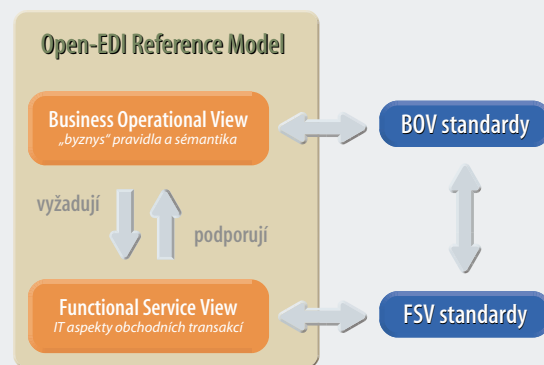 Open-EDI Reference Model
Business Operational View
„byznys“ pravidla a sémantika
BOV standardy
vyžadují
podporují
Functional Service View
IT aspekty obchodních transakcí
FSV standardy